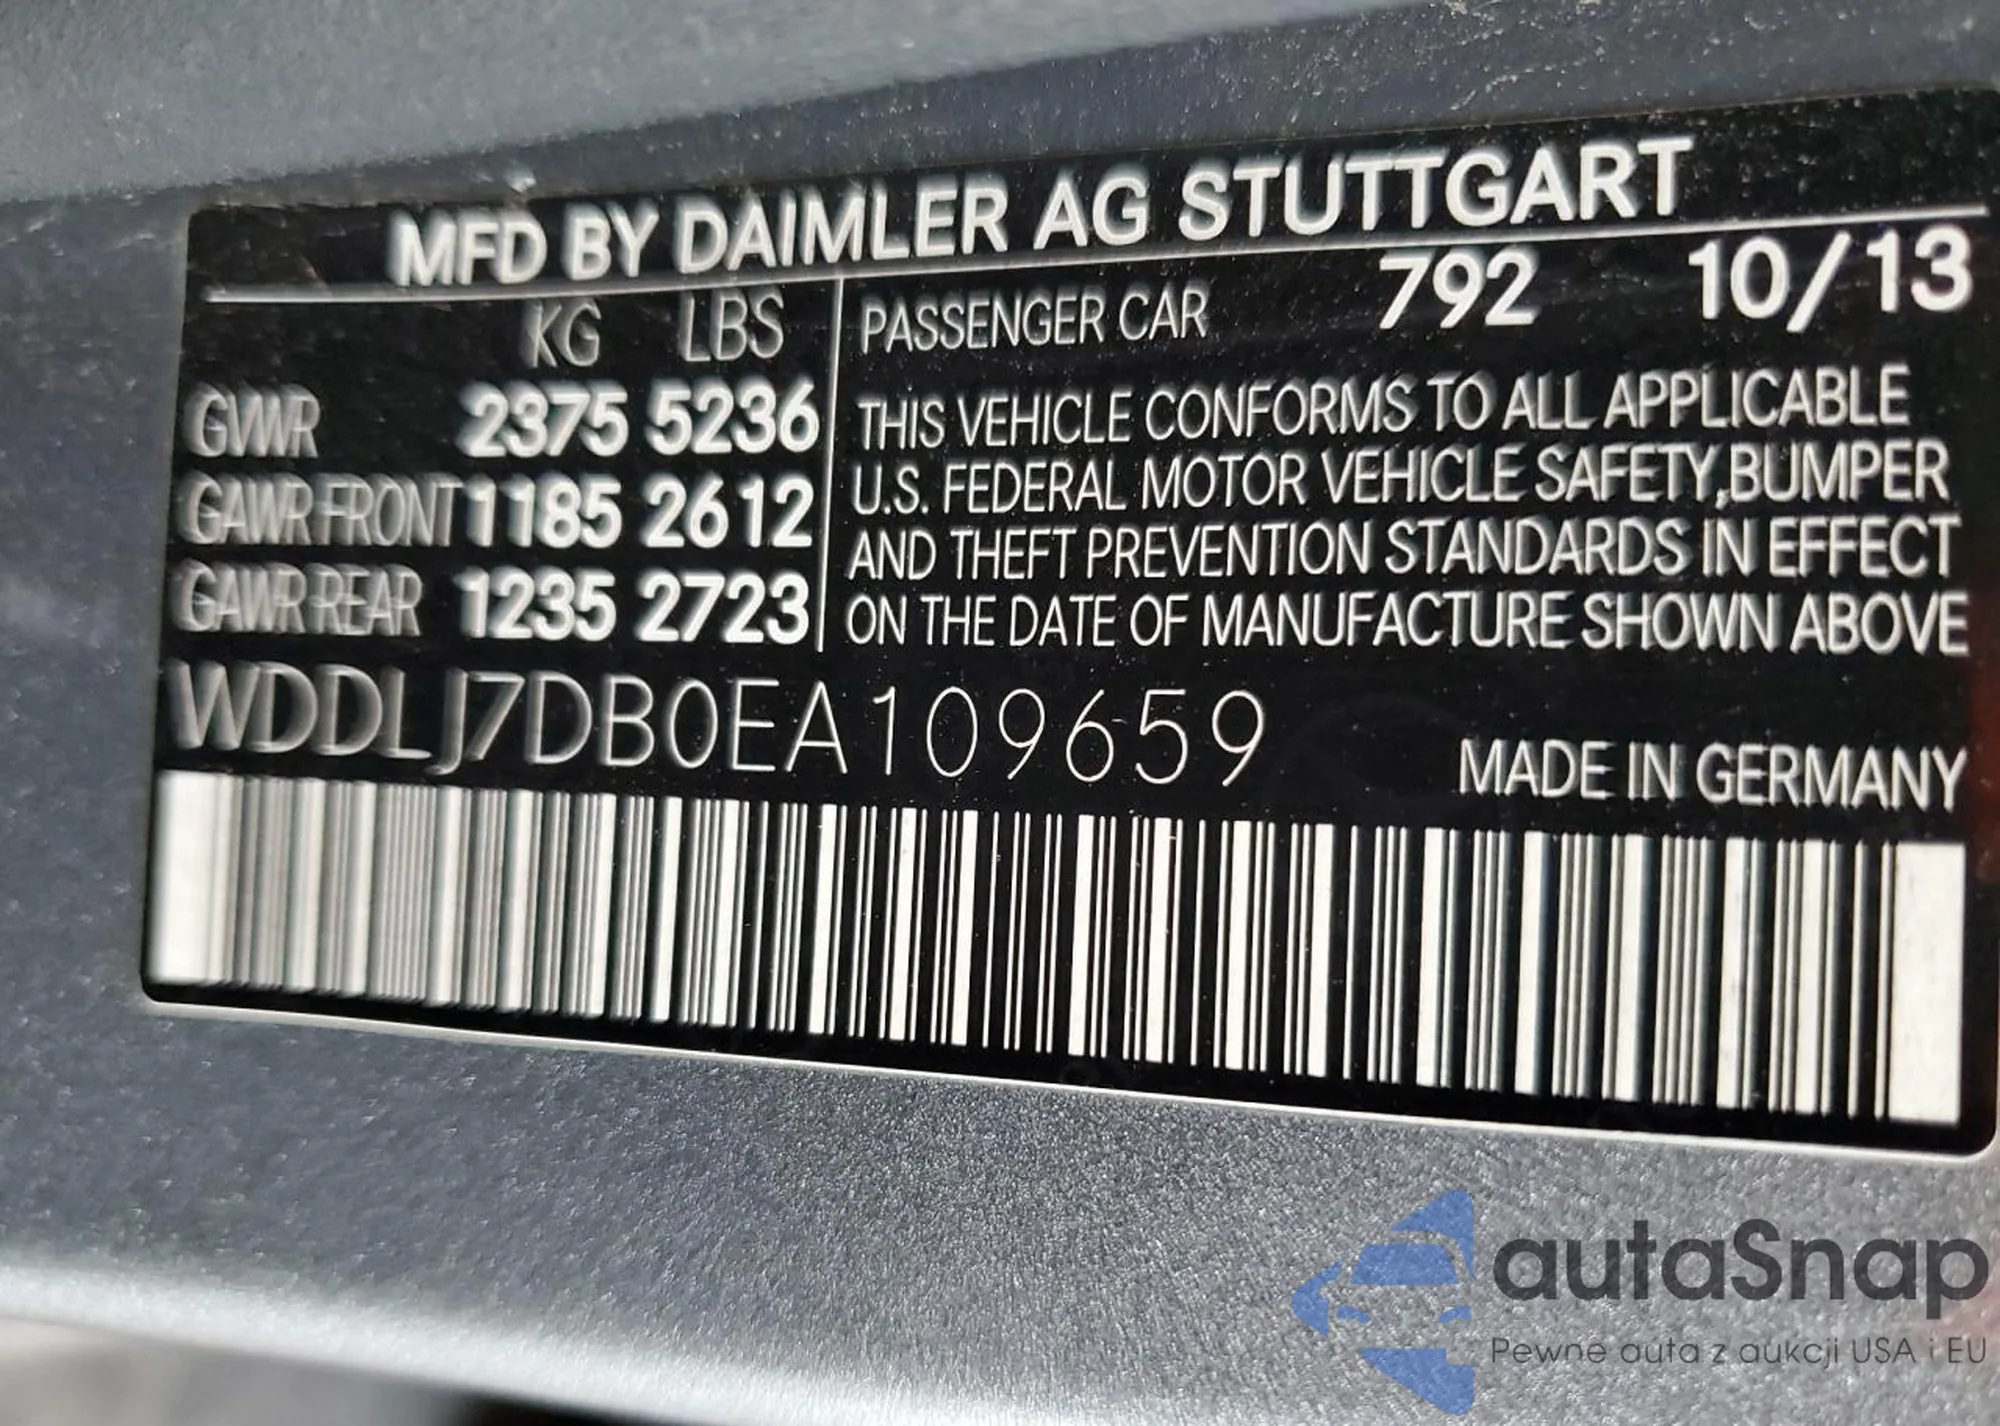 MFD BY DAIMLER AG STUTTGART
KG LBS
GVWR 2375 5236
GAWR FRONT 1185 2612
GAWR REAR 1235 2723
PASSENGER CAR 792 10/13
THIS VEHICLE CONFORMS TO ALL APPLICABLE
U.S. FEDERAL MOTOR VEHICLE SAFETY,BUMPER
AND THEFT PREVENTION STANDARDS IN EFFECT
ON THE DATE OF MANUFACTURE SHOWN ABOVE
WDDLJ7DB0EA109659
MADE IN GERMANY
autaSnap
Pewne auta z aukcji USA i EU